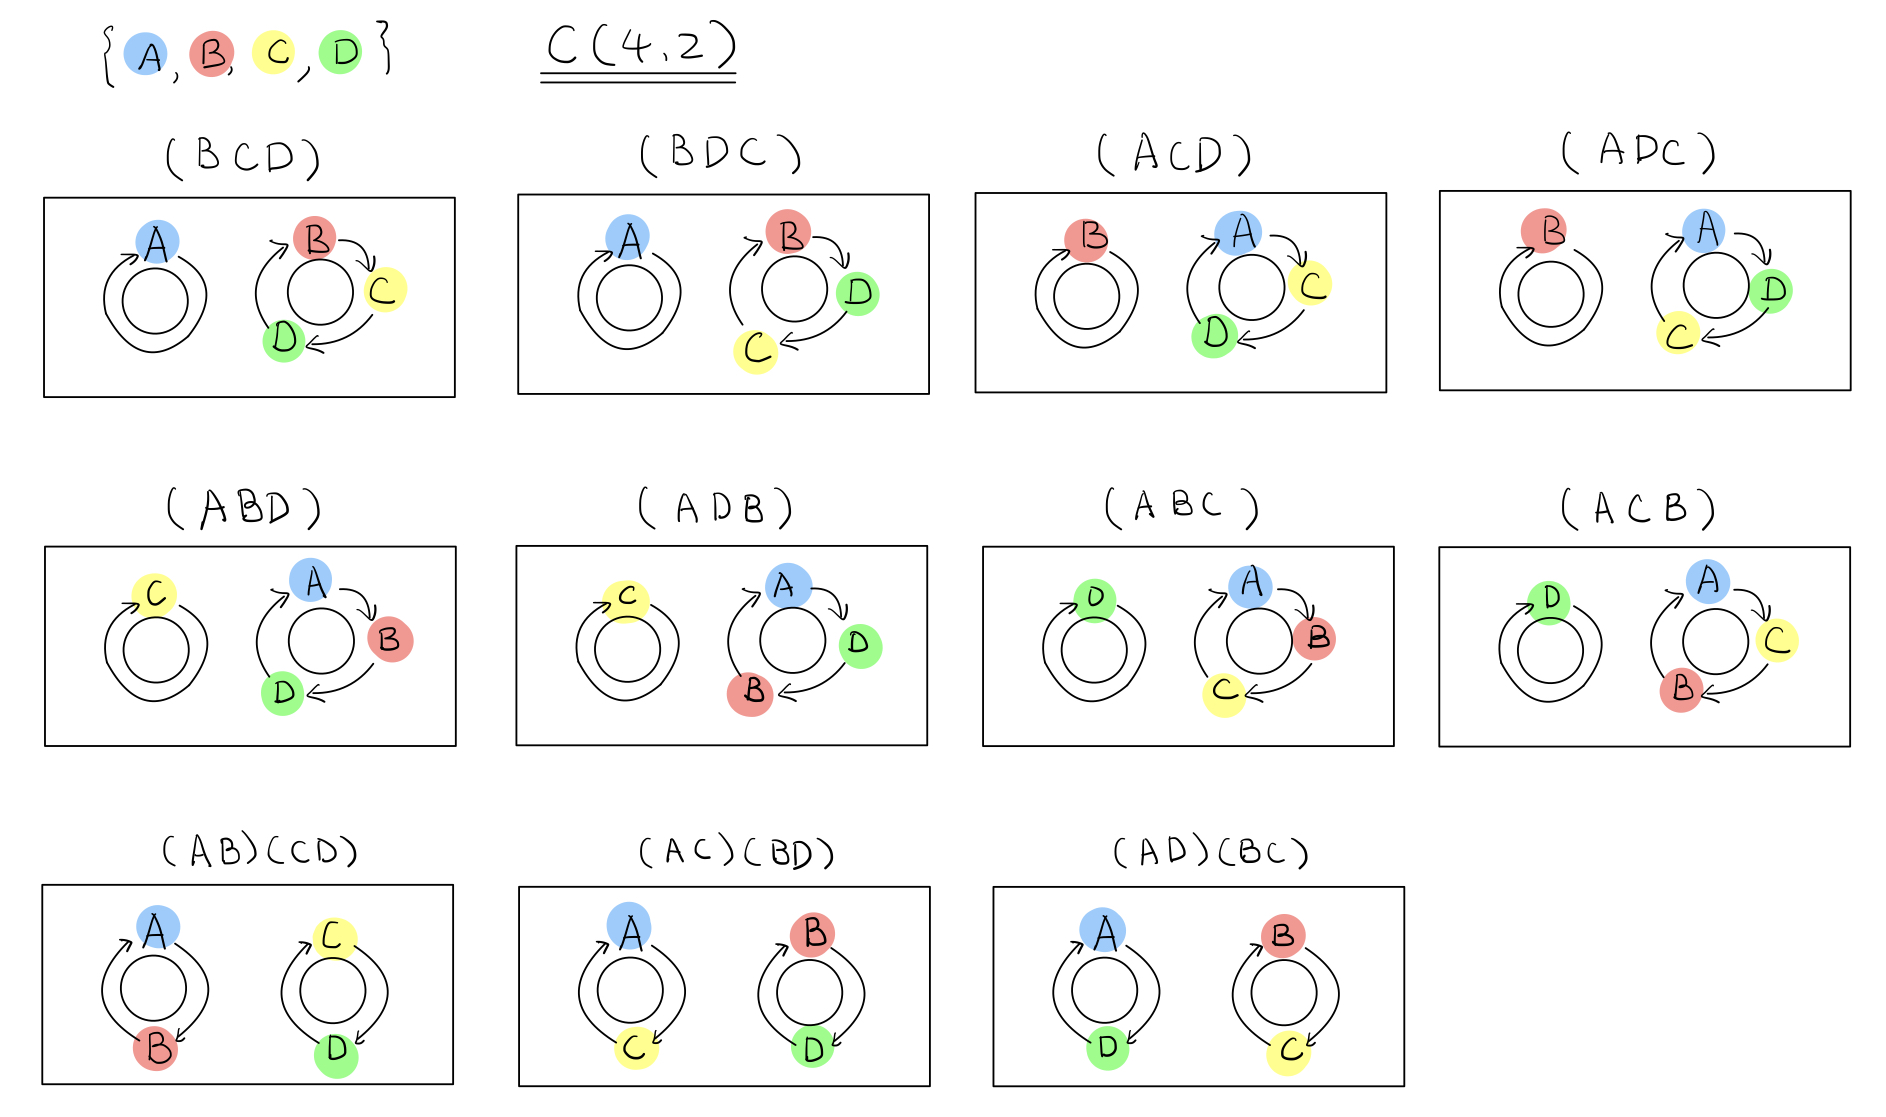 {A, B, C, D} C(4,2)
(BCD) (BDC) (ACD) (ADC)
A B C D A B D C B A C D B A D C
(ABD) (ADB) (ABC) (ACB)
C A B D C A D B D A B C D A C B
(AB)(CD) (AC)(BD) (AD)(BC)
A C A B A B
B D C D D C